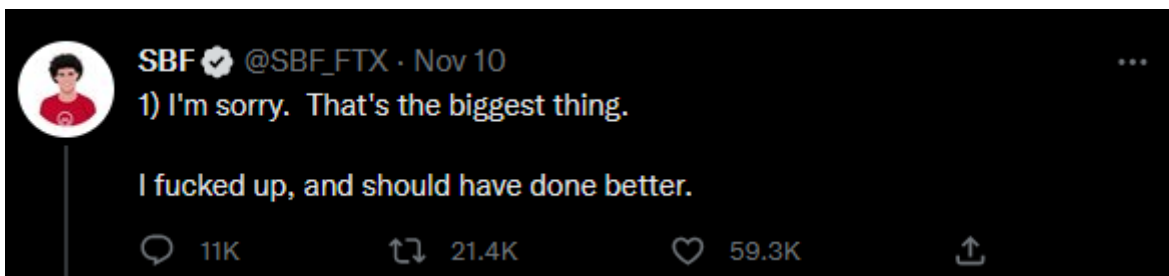 SBF @SBF_FTX · Nov 10
1) I'm sorry.  That's the biggest thing.
I fucked up, and should have done better.
11K 21.4K 59.3K